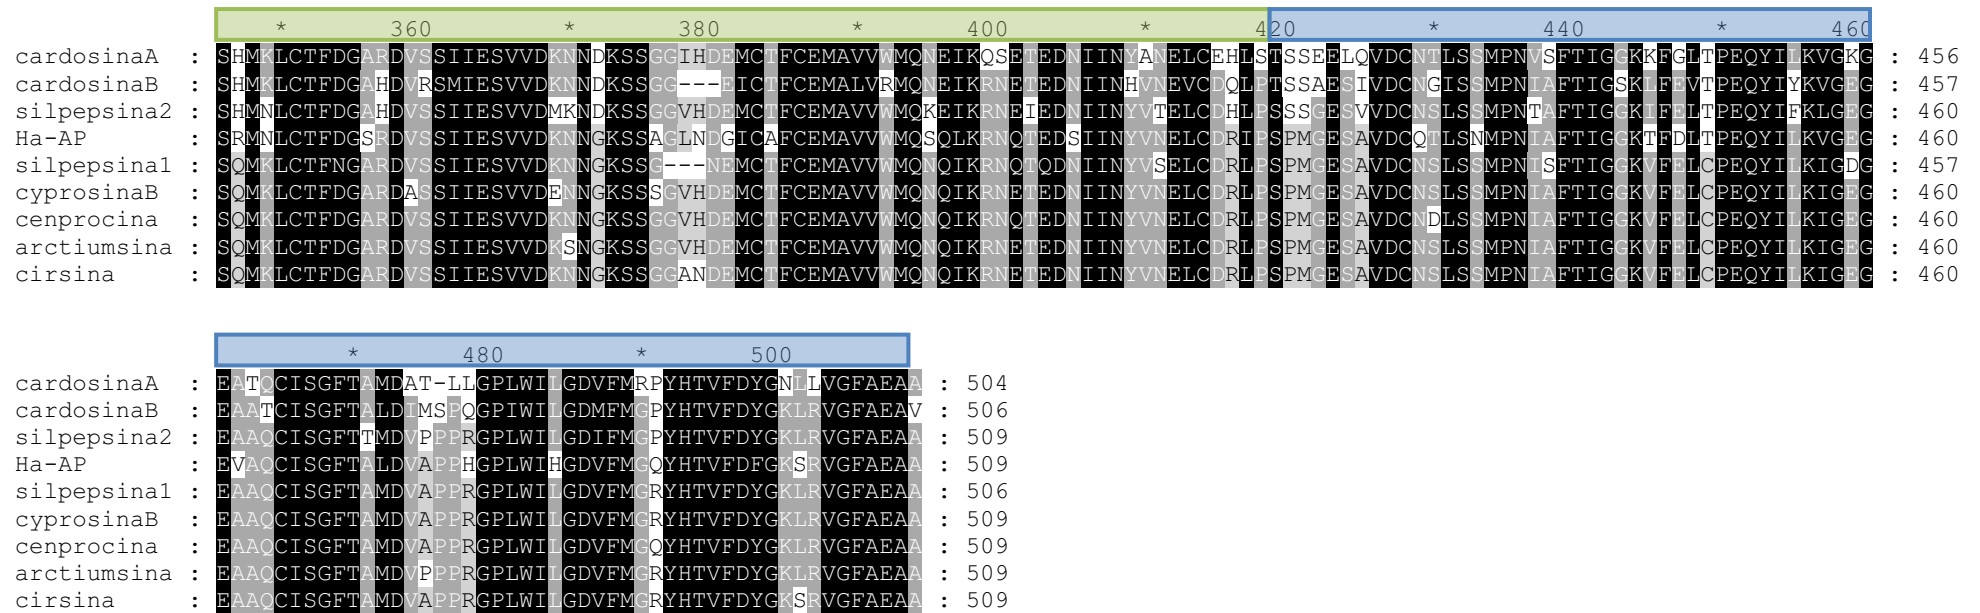 * 360 * 380 * 400 * 420 * 440 * 460
cardosinaA : SHMKLCTFDGARDVSSIIESVVDKNNDKSSGGIHDEMCTFCEMAVVWMQNEIKQSETEDNIINYANELCEHLSTSSEELQVDCNTLSSMPNVSFTIGGKKFGLTPEQYILKVGKG : 456
cardosinaB : SHMKLCTFDGAHDVRSMIESVVDKNNDKSSGG---EICTFCEMALVRMQNEIKRNETEDNIINHVNEVCDQLPTSSAESIVDCNGISSMPNIAFTIGSKLFEVTPEQYIYKVGEG : 457
silpepsina2 : SHMNLCTFDGAHDVSSIIESVVDMKNDKSSGGVHDEMCTFCEMAVVWMQKEIKRNEIEDNIINYVTELCDHLPSSSGESVVDCNSLSSMPNTAFTIGGKIFELTPEQYIFKLGEG : 460
Ha-AP : SRMNLCTFDGSRDVSSIIESVVDKNNGKSSAGLNDGICAFCEMAVVWMQSQLKRNQTEDSIINYVNELCDRIPSPMGESAVDCQTLSNMPNIAFTIGGKTFDLTPEQYILKVGEG : 460
silpepsina1 : SQMKLCTFNGARDVSSIIESVVDKNNGKSSG---NEMCTFCEMAVVWMQNQIKRNQTQDNIINYVSELCDRLPSPMGESAVDCNSLSSMPNISFTIGGKVFELCPEQYILKIGDG : 457
cyprosinaB : SQMKLCTFDGARDASSIIESVVDENNGKSSSGVHDEMCTFCEMAVVWMQNQIKRNETEDNIINYVNELCDRLPSPMGESAVDCNSLSSMPNIAFTIGGKVFELCPEQYILKIGEG : 460
cenprocina : SQMKLCTFDGARDVSSIIESVVDKNNGKSSGGVHDEMCTFCEMAVVWMQNQIKRNQTEDNIINYVNELCDRLPSPMGESAVDCNDLSSMPNIAFTIGGKVFELCPEQYILKIGEG : 460
arctiumsina : SQMKLCTFDGARDVSSIIESVVDKSNGKSSGGVHDEMCTFCEMAVVWMQNQIKRNETEDNIINYVNELCDRLPSPMGESAVDCNSLSSMPNIAFTIGGKVFELCPEQYILKIGEG : 460
cirsina : SQMKLCTFDGARDVSSIIESVVDKNNGKSSGGANDEMCTFCEMAVVWMQNQIKRNETEDNIINYVNELCDRLPSPMGESAVDCNSLSSMPNIAFTIGGKVFELCPEQYILKIGEG : 460
* 480 * 500
cardosinaA : EATQCISGFTAMDAT-LLGPLWILGDVFMRPYHTVFDYGNLLVGFAEAA : 504
cardosinaB : EAATCISGFTALDIMSPQGPIWILGDMFMGPYHTVFDYGKLRVGFAEAV : 506
silpepsina2 : EAAQCISGFTTMDVPPPRGPLWILGDIFMGPYHTVFDYGKLRVGFAEAA : 509
Ha-AP : EVAQCISGFTALDVAPPHGPLWIHGDVFMGQYHTVFDFGKSRVGFAEAA : 509
silpepsina1 : EAAQCISGFTAMDVAPPRGPLWILGDVFMGRYHTVFDYGKLRVGFAEAA : 506
cyprosinaB : EAAQCISGFTAMDVAPPRGPLWILGDVFMGRYHTVFDYGKLRVGFAEAA : 509
cenprocina : EAAQCISGFTAMDVAPPRGPLWILGDVFMGQYHTVFDYGKLRVGFAEAA : 509
arctiumsina : EAAQCISGFTAMDVPPPRGPLWILGDVFMGRYHTVFDYGKLRVGFAEAA : 509
cirsina : EAAQCISGFTAMDVAPPRGPLWILGDVFMGRYHTVFDYGKSRVGFAEAA : 509